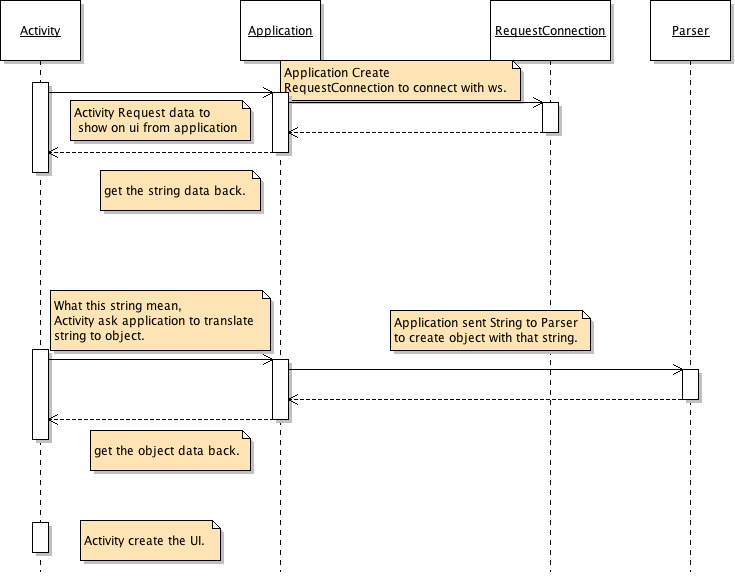 Activity
Application
RequestConnection
Parser
Application Create
RequestConnection to connect with ws.
Activity Request data to
show on ui from application
get the string data back.
What this string mean,
Activity ask application to translate
string to object.
Application sent String to Parser
to create object with that string.
get the object data back.
Activity create the UI.